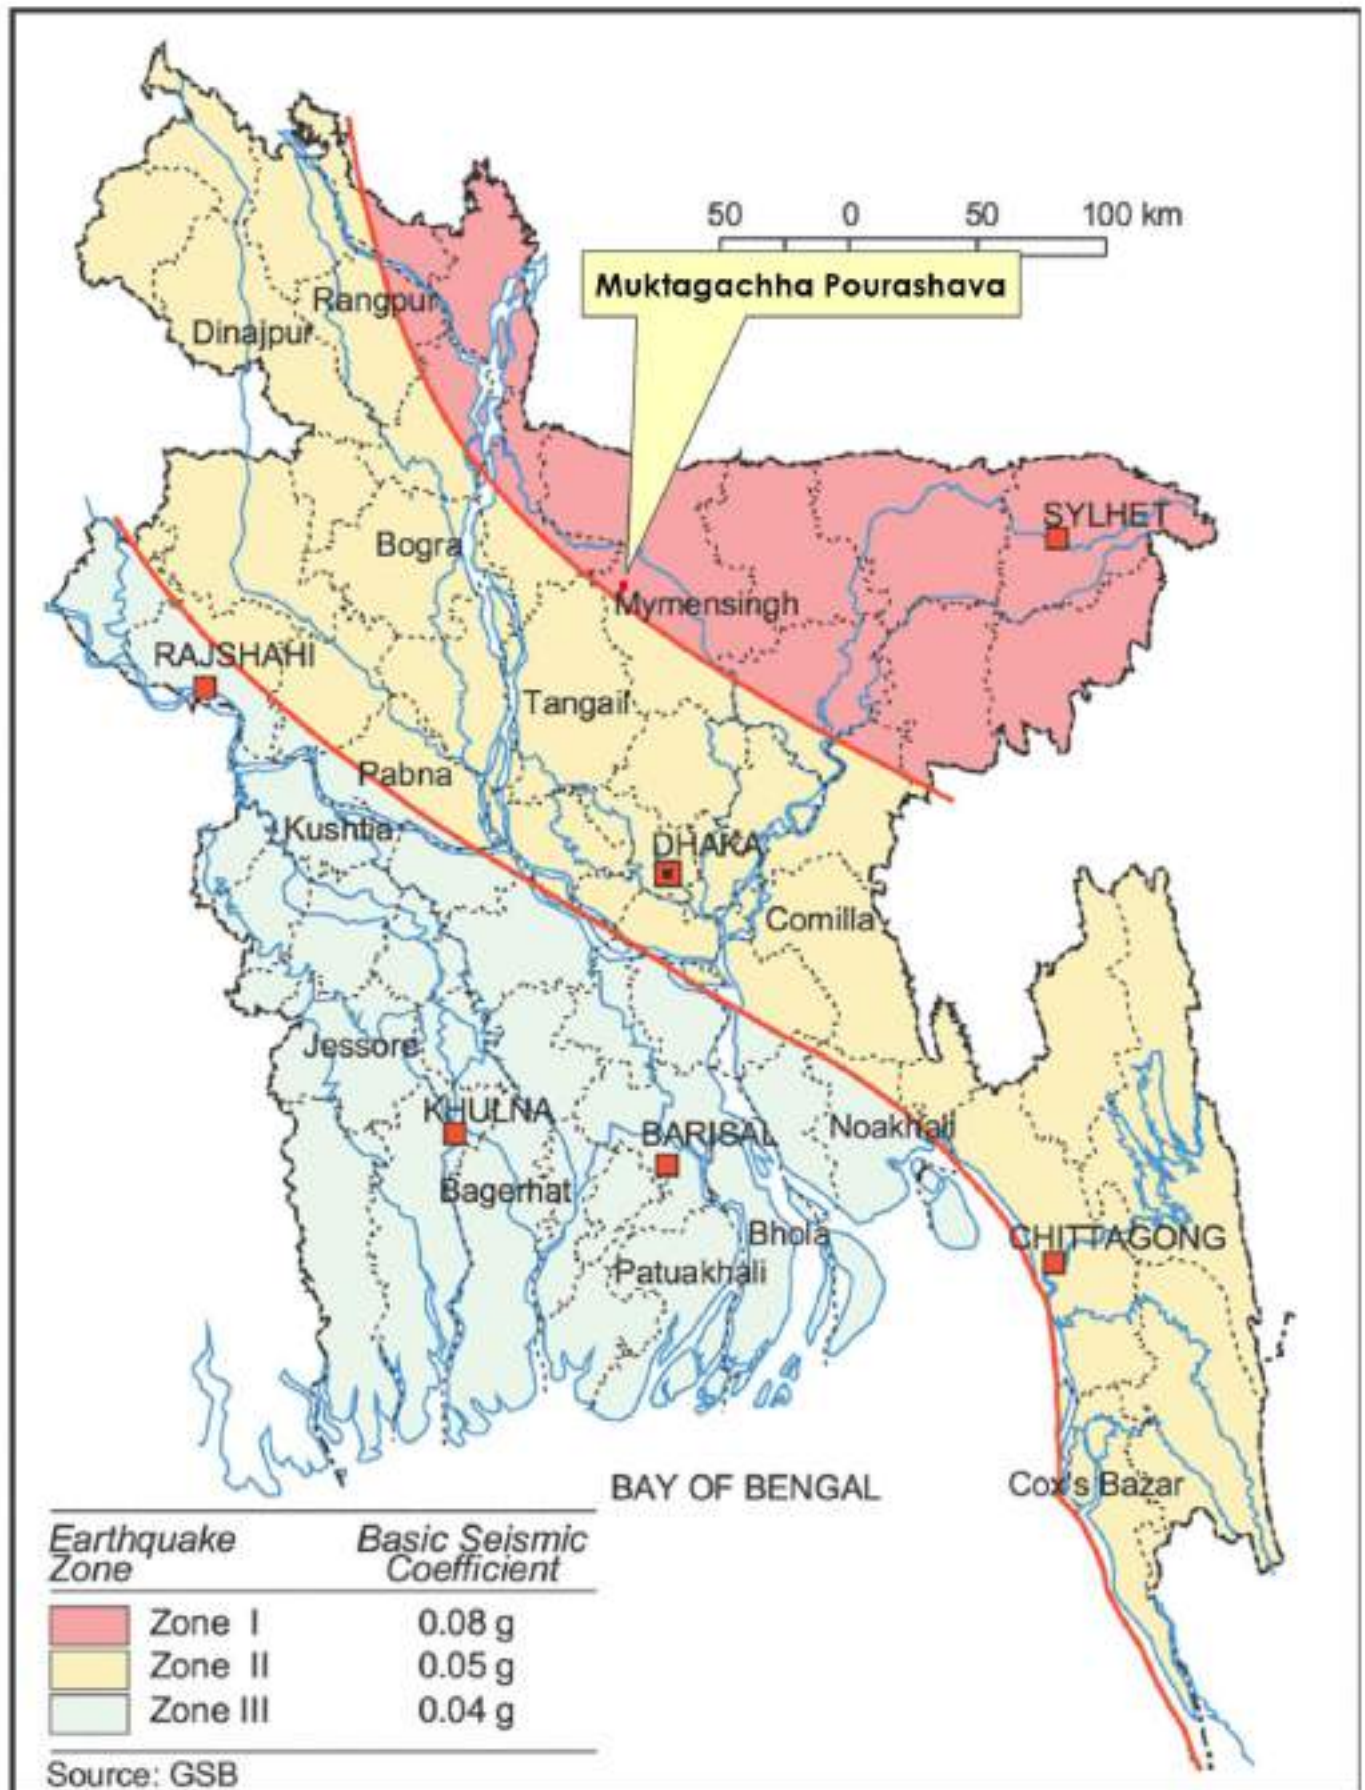 50 0 50 100 km
Muktagachha Pourashava
Rangpur
Dinajpur
SYLHET
Bogra
Mymensingh
RAJSHAHI
Tangail
Pabna
Kushtia
DHAKA
Comilla
Jessore
KHULNA
Noakhali
BARISAL
Bagerhat
Bhola
CHITTAGONG
Patuakhali
Cox's Bazar
BAY OF BENGAL
Earthquake Zone
Basic Seismic Coefficient
Zone I 0.08 g
Zone II 0.05 g
Zone III 0.04 g
Source: GSB